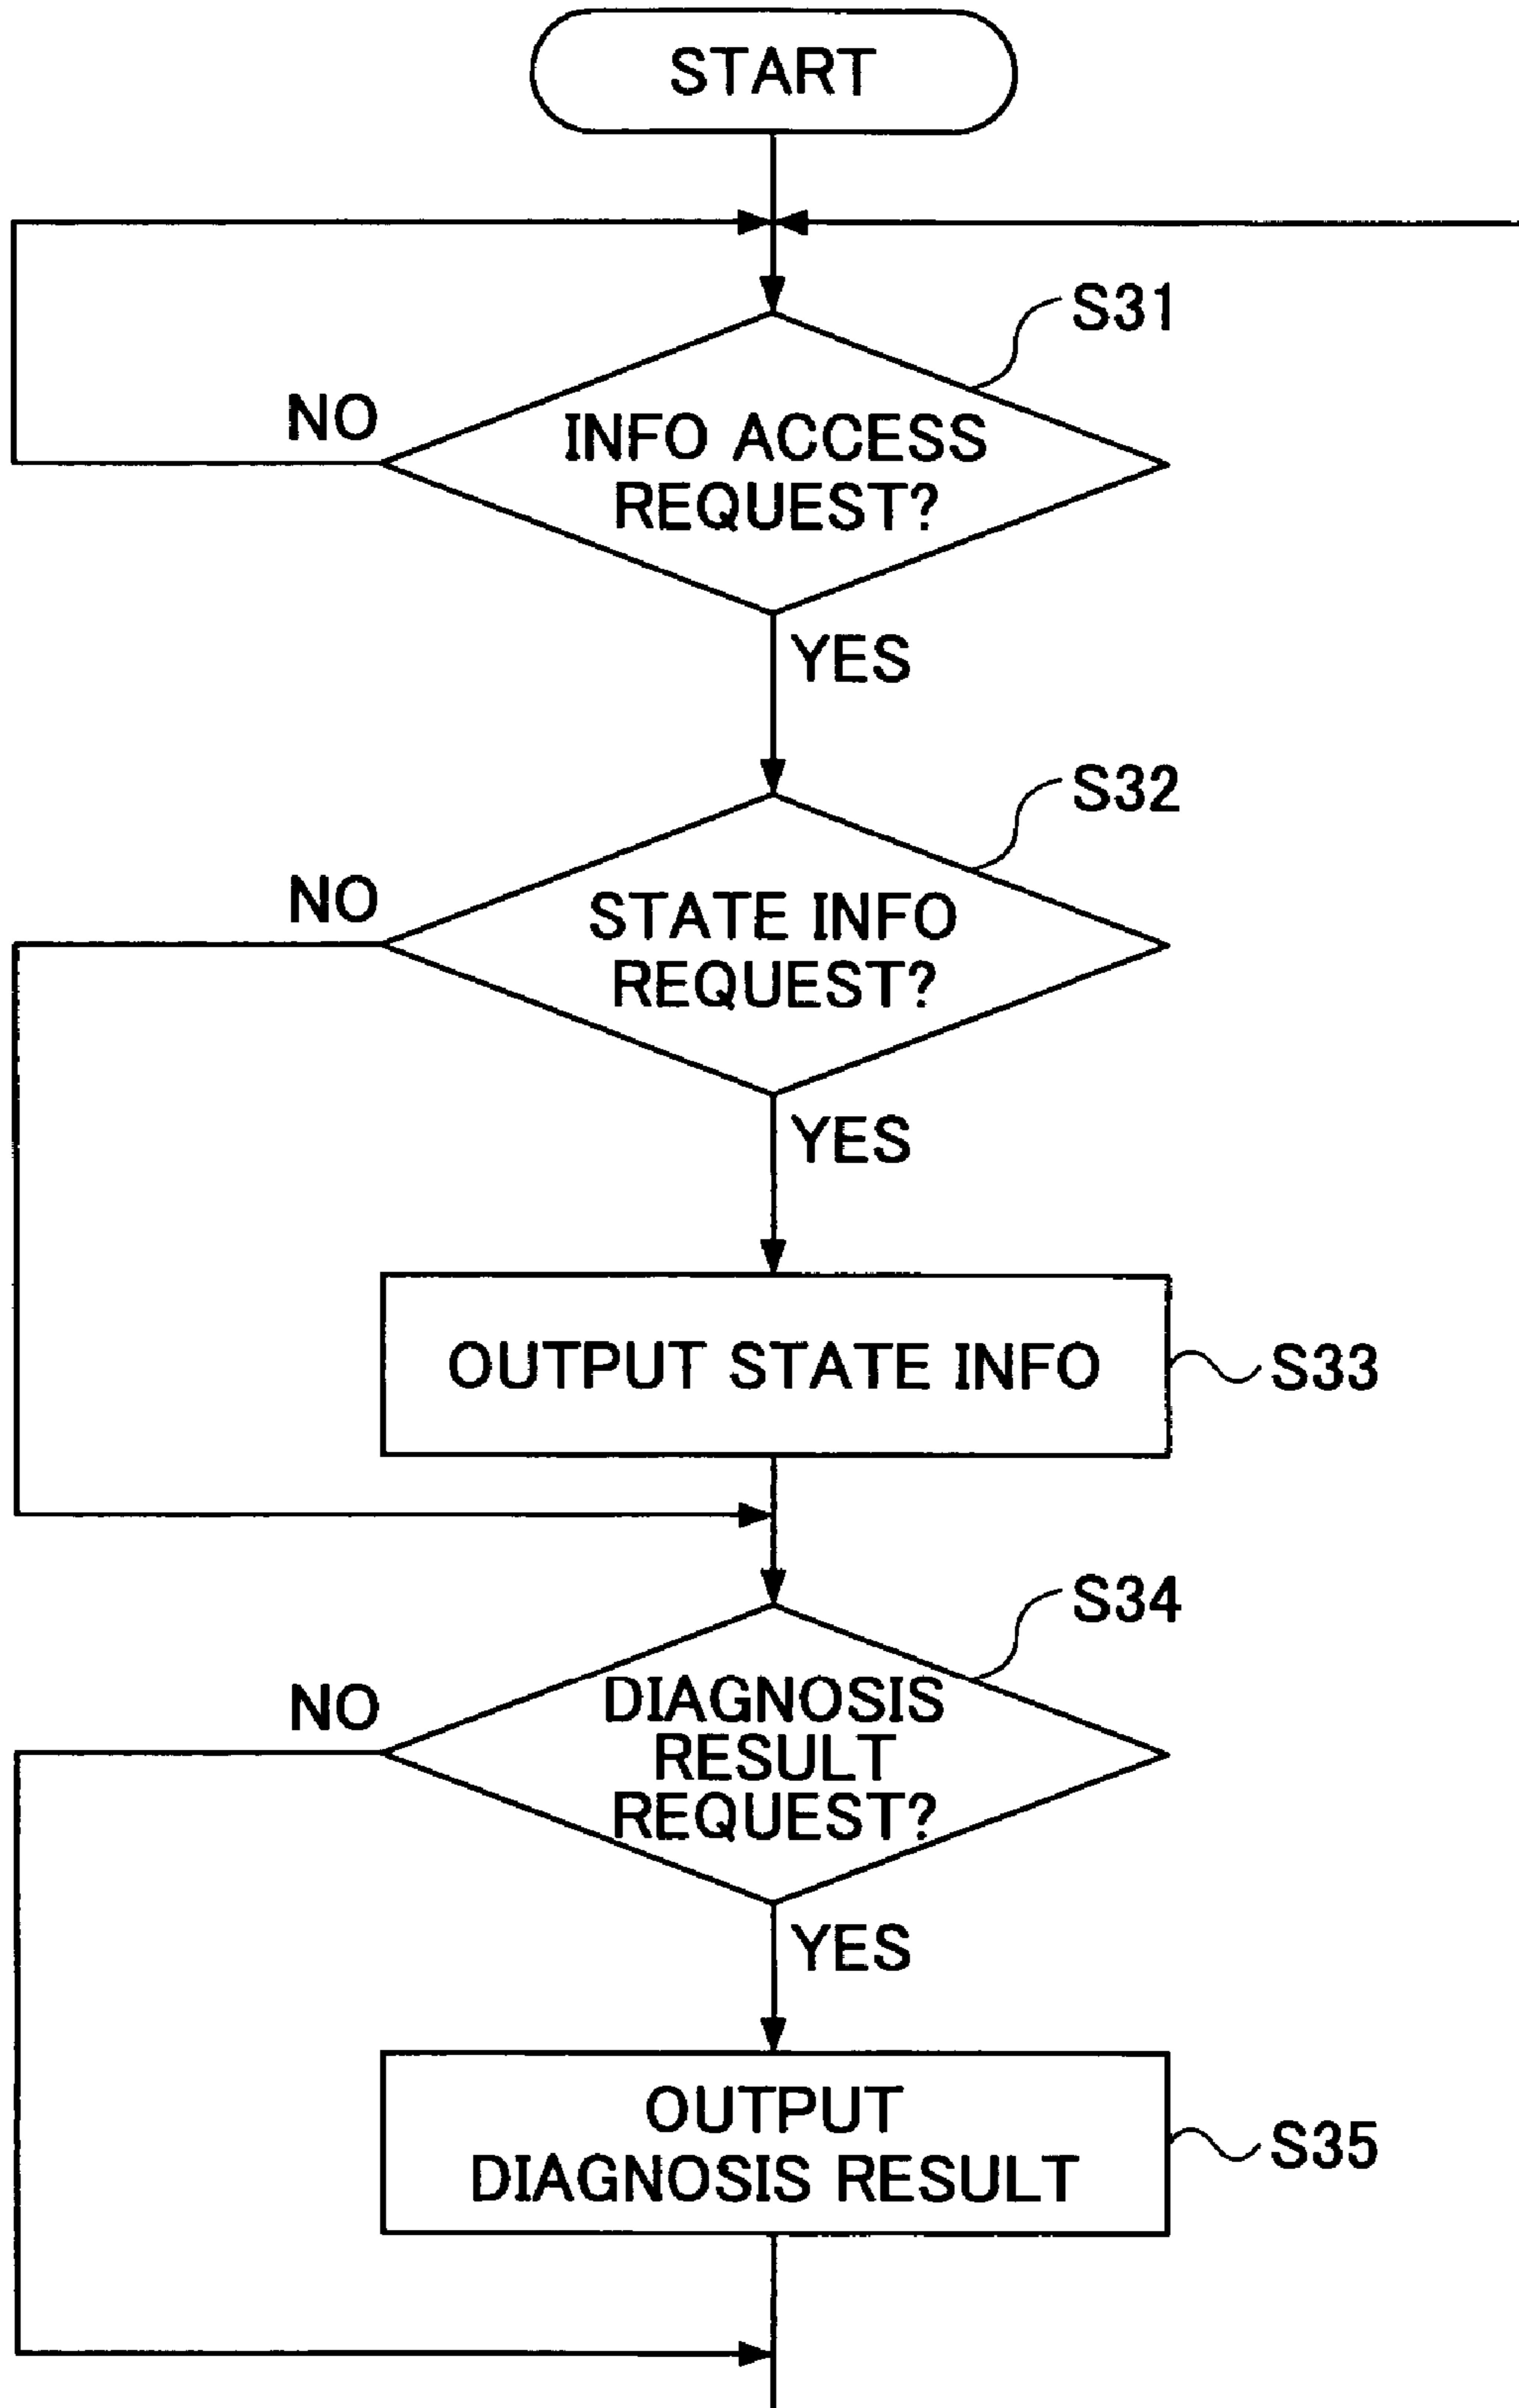 START
S31
NO
INFO ACCESS
REQUEST?
YES
S32
NO
STATE INFO
REQUEST?
YES
OUTPUT STATE INFO
S33
S34
NO
DIAGNOSIS
RESULT
REQUEST?
YES
OUTPUT
DIAGNOSIS RESULT
S35